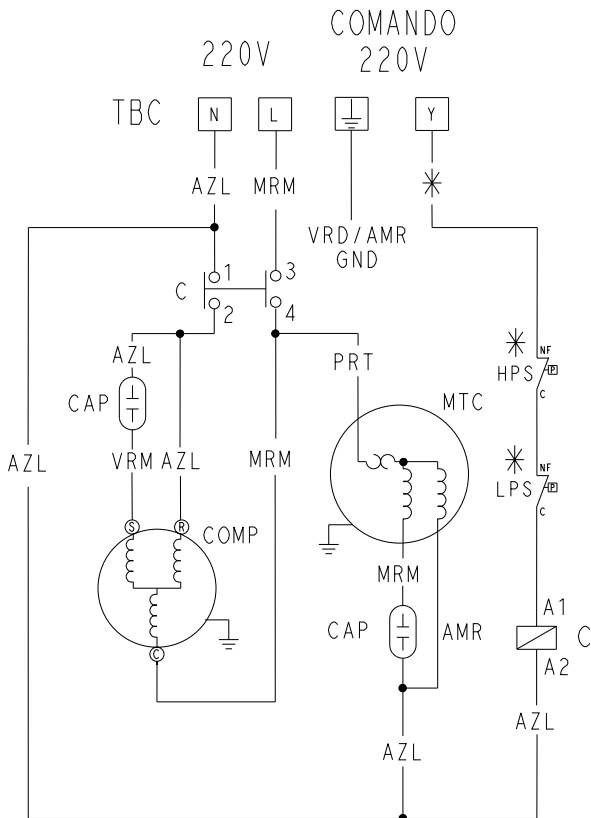 COMANDO
220V 220V
TBC N L Y
AZL MRM *
VRD/AMR
GND
1 3
C
2 4
AZL PRT * NF
HPS P
CAP MTC C
AZL VRM AZL MRM * NF
LPS P
C
S R COMP
MRM
A1
CAP AMR C
C A2
AZL
AZL